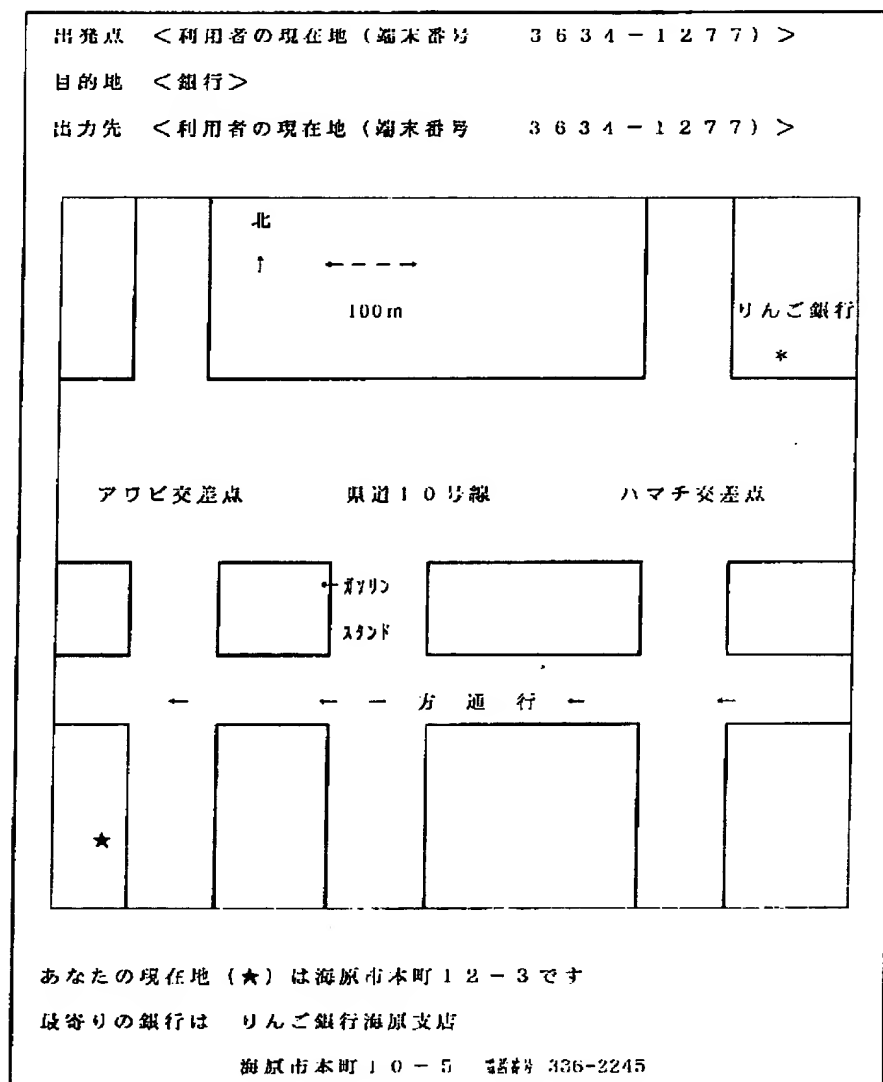 出発点 <利用者の現在地(端末番号 3634-1277)>
目的地 <銀行>
出力先 <利用者の現在地(端末番号 3634-1277)>
北
↑ ←--→
100m
りんご銀行
*
アワビ交差点 県道10号線 ハマチ交差点
←ガソリン
スタンド
← ← 一方通行 ← ←
★
あなたの現在地(★)は海原市本町12-3です
最寄りの銀行は りんご銀行海原支店
海原市本町10-5 電話番号 336-2245